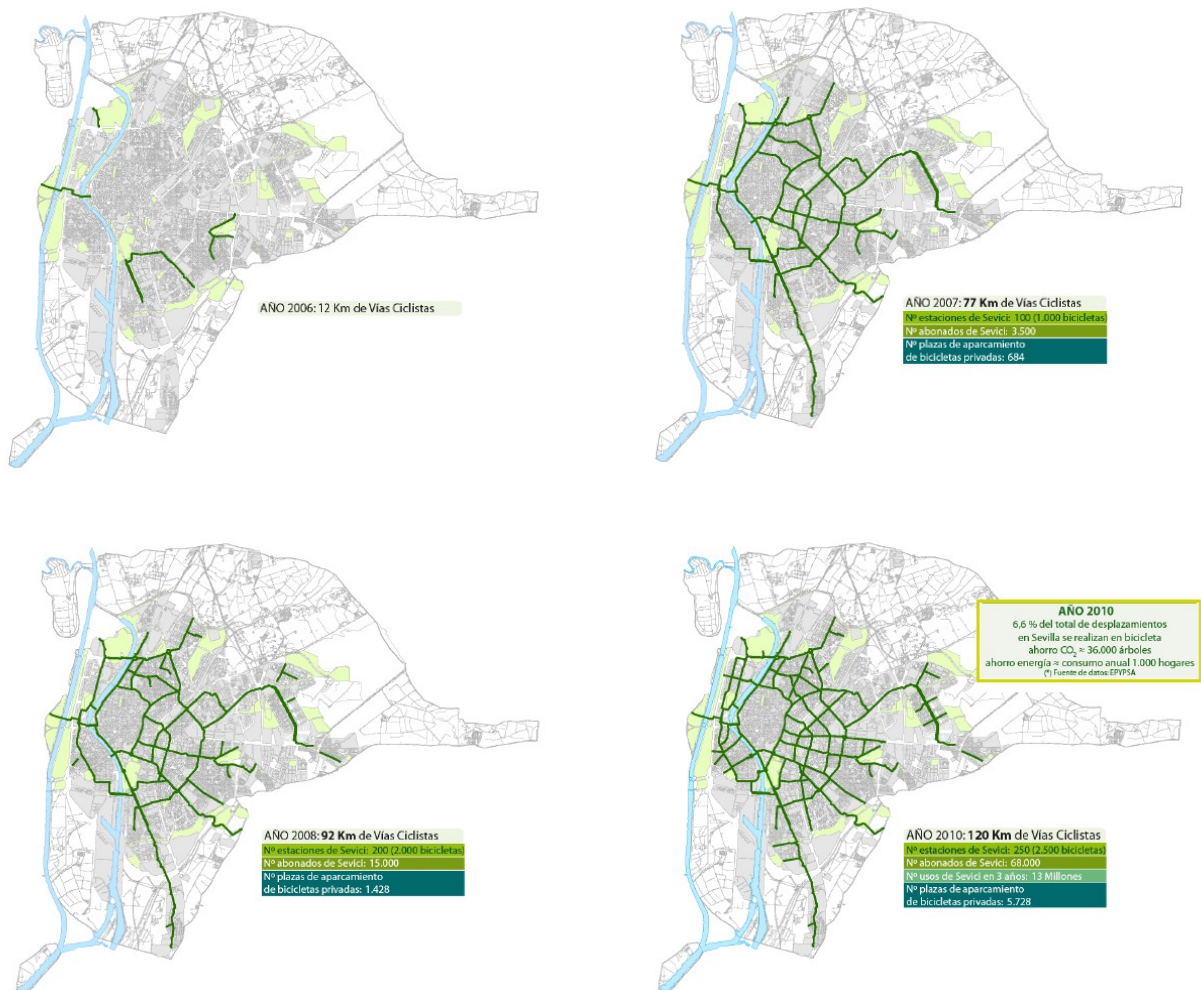 AÑO 2006: 12 Km de Vías Ciclistas
AÑO 2007: 77 Km de Vías Ciclistas
Nº estaciones de Sevici: 100 (1.000 bicicletas)
Nº abonados de Sevici: 3.500
Nº plazas de aparcamiento
de bicicletas privadas: 684
AÑO 2008: 92 Km de Vías Ciclistas
Nº estaciones de Sevici: 200 (2.000 bicicletas)
Nº abonados de Sevici: 15.000
Nº plazas de aparcamiento
de bicicletas privadas: 1.428
AÑO 2010
6,6 % del total de desplazamientos
en Sevilla se realizan en bicicleta
ahorro CO₂ ≈ 36.000 árboles
ahorro energía ≈ consumo anual 1.000 hogares
(*) Fuente de datos: EPYPSA
AÑO 2010: 120 Km de Vías Ciclistas
Nº estaciones de Sevici: 250 (2.500 bicicletas)
Nº abonados de Sevici: 68.000
Nº usos de Sevici en 3 años: 13 Millones
Nº plazas de aparcamiento
de bicicletas privadas: 5.728